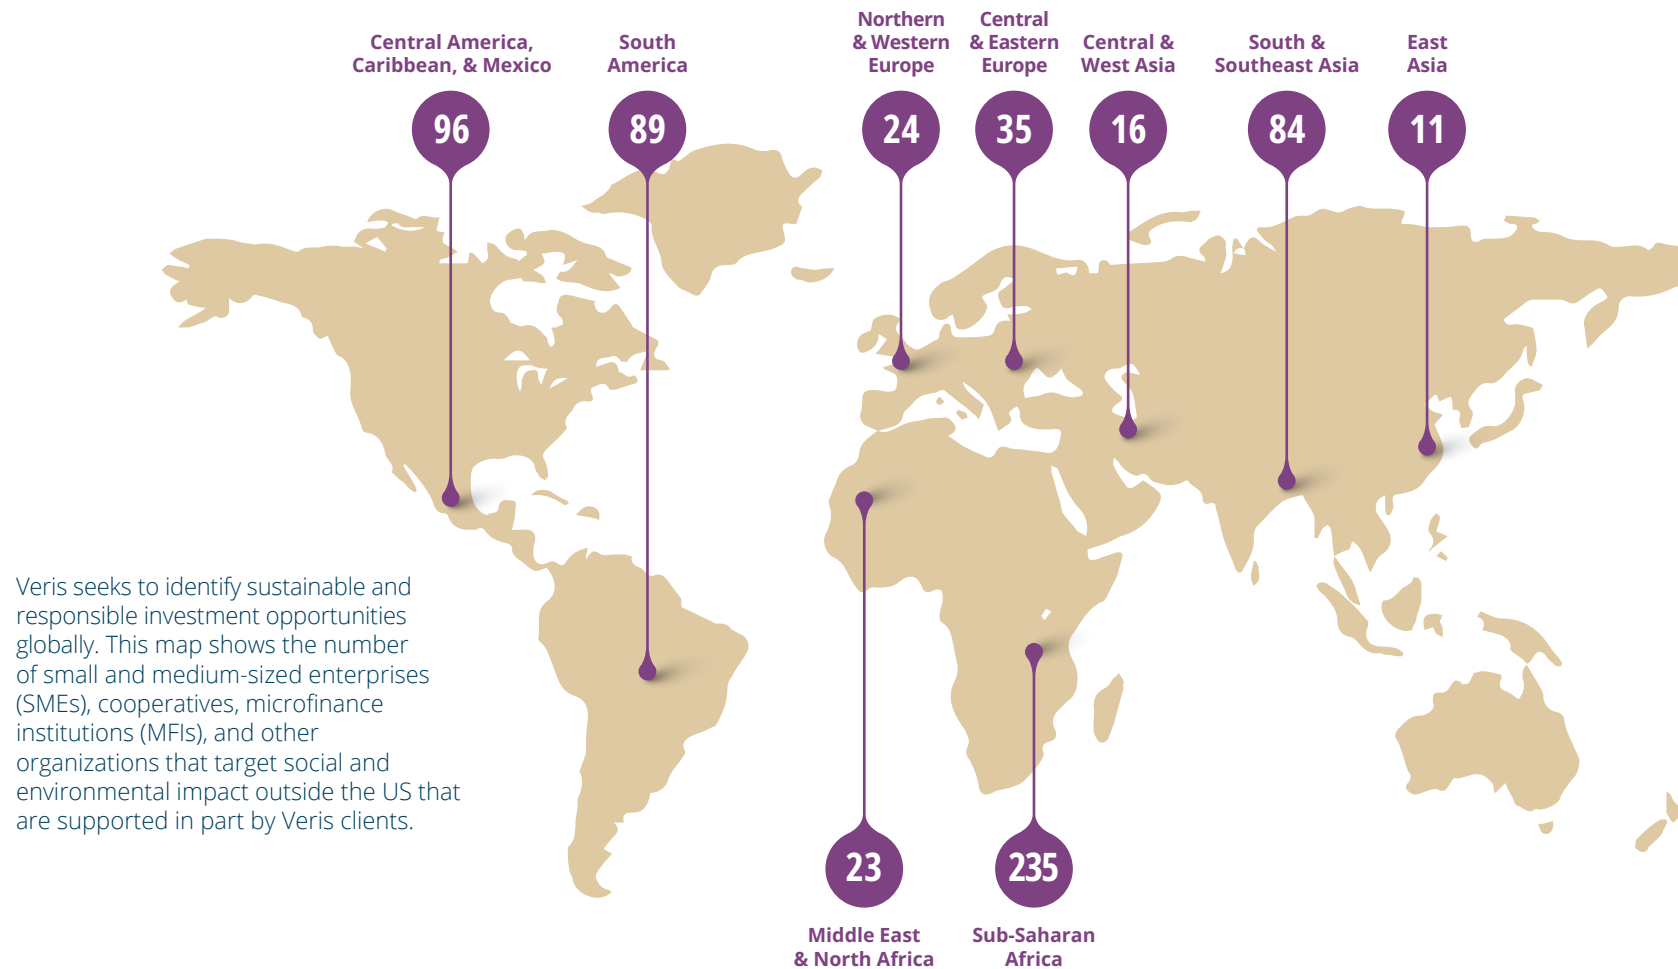 Central America,
Caribbean, & Mexico
96
South
America
89
Northern
& Western
Europe
24
Central
& Eastern
Europe
35
Central &
West Asia
16
South &
Southeast Asia
84
East
Asia
11
Veris seeks to identify sustainable and
responsible investment opportunities
globally. This map shows the number
of small and medium-sized enterprises
(SMEs), cooperatives, microfinance
institutions (MFIs), and other
organizations that target social and
environmental impact outside the US that
are supported in part by Veris clients.
23
Middle East
& North Africa
235
Sub-Saharan
Africa